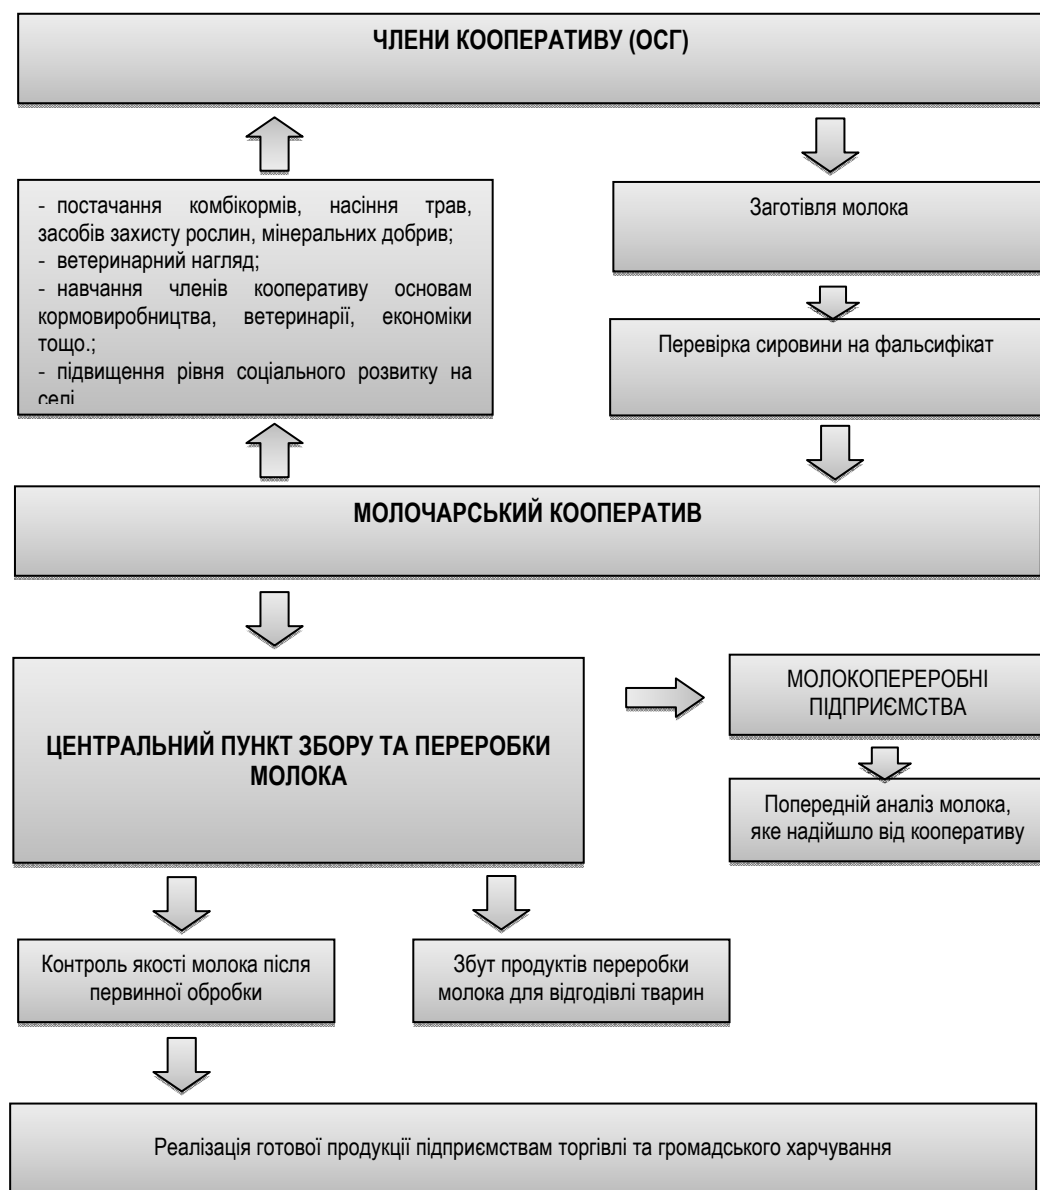 ЧЛЕНИ КООПЕРАТИВУ (ОСГ)
- постачання комбікормів, насіння трав,
засобів захисту рослин, мінеральних добрив;
- ветеринарний нагляд;
- навчання членів кооперативу основам
кормовиробництва, ветеринарії, економіки
тощо.;
- підвищення рівня соціального розвитку на
селі
Заготівля молока
Перевірка сировини на фальсифікат
МОЛОЧАРСЬКИЙ КООПЕРАТИВ
ЦЕНТРАЛЬНИЙ ПУНКТ ЗБОРУ ТА ПЕРЕРОБКИ
МОЛОКА
МОЛОКОПЕРЕРОБНІ
ПІДПРИЄМСТВА
Попередній аналіз молока,
яке надійшло від кооперативу
Контроль якості молока після
первинної обробки
Збут продуктів переробки
молока для відгодівлі тварин
Реалізація готової продукції підприємствам торгівлі та громадського харчування